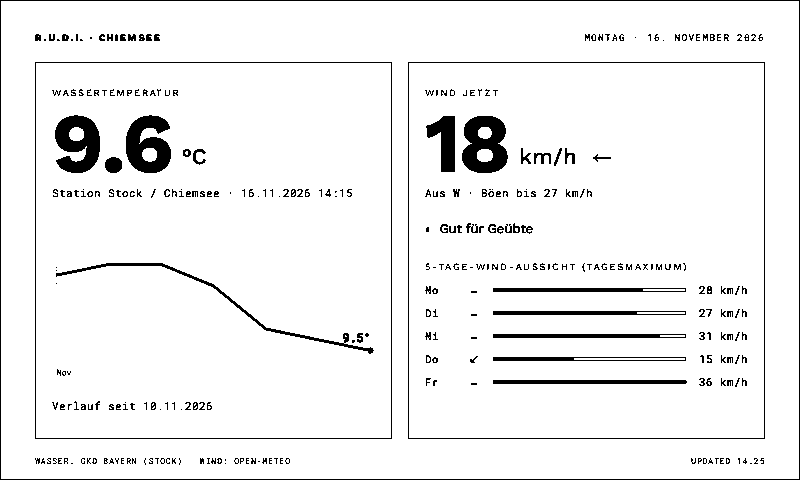 R.U.D.I. · CHIEMSEE
MONTAG · 16. NOVEMBER 2026
WASSERTEMPERATUR
9.6 °C
Station Stock / Chiemsee · 16.11.2026 14:15
9.5°
Nov
Verlauf seit 10.11.2026
WIND JETZT
18 km/h ←
Aus W · Böen bis 27 km/h
Gut für Geübte
5-TAGE-WIND-AUSSICHT (TAGESMAXIMUM)
Mo 28 km/h
Di 27 km/h
Mi 31 km/h
Do ↙ 15 km/h
Fr 36 km/h
WASSER: GKD BAYERN (STOCK) WIND: OPEN-METEO
UPDATED 14:25